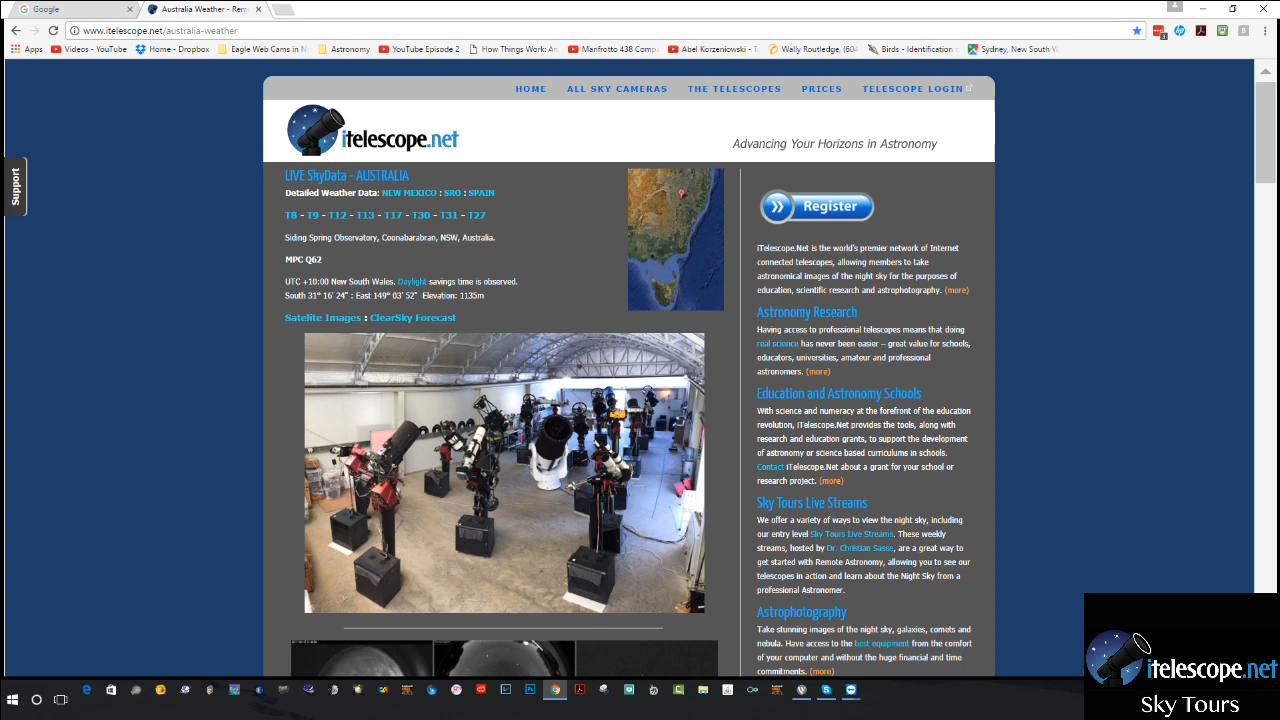 Google
Australia Weather - Rem
www.itelescope.net/australia-weather
Apps
Videos - YouTube
Home - Dropbox
Eagle Web Cams in N
Astronomy
YouTube Episode 2
How Things Work: An
Manfrotto 438 Comp
Abel Korzeniowski - T
Wally Routledge, (604
Birds - Identification
Sydney, New South W
HOME ALL SKY CAMERAS THE TELESCOPES PRICES TELESCOPE LOGIN
itelescope.net
Advancing Your Horizons in Astronomy
Support
LIVE SkyData - AUSTRALIA
Detailed Weather Data: NEW MEXICO : SRO : SPAIN
T8 - T9 - T12 - T13 - T17 - T30 - T31 - T27
Siding Spring Observatory, Coonabarabran, NSW, Australia.
MPC Q62
UTC +10:00 New South Wales. Daylight savings time is observed.
South 31° 16' 24" : East 149° 03' 52" Elevation: 1135m
Satelite Images : ClearSky Forecast
Register
iTelescope.Net is the world's premier network of Internet
connected telescopes, allowing members to take
astronomical images of the night sky for the purposes of
education, scientific research and astrophotography. (more)
Astronomy Research
Having access to professional telescopes means that doing
real science has never been easier – great value for schools,
educators, universities, amateur and professional
astronomers. (more)
Education and Astronomy Schools
With science and numeracy at the forefront of the education
revolution, iTelescope.Net provides the tools, along with
research and education grants, to support the development
of astronomy or science based curriculums in schools.
Contact iTelescope.Net about a grant for your school or
research project. (more)
Sky Tours Live Streams
We offer a variety of ways to view the night sky, including
our entry level Sky Tours Live Streams. These weekly
streams, hosted by Dr. Christian Sasse, are a great way to
get started with Remote Astronomy, allowing you to see our
telescopes in action and learn about the Night Sky from a
professional Astronomer.
Astrophotography
Take stunning images of the night sky, galaxies, comets and
nebula. Have access to the best equipment from the comfort
of your computer and without the huge financial and time
commitments. (more)
itelescope.net
Sky Tours